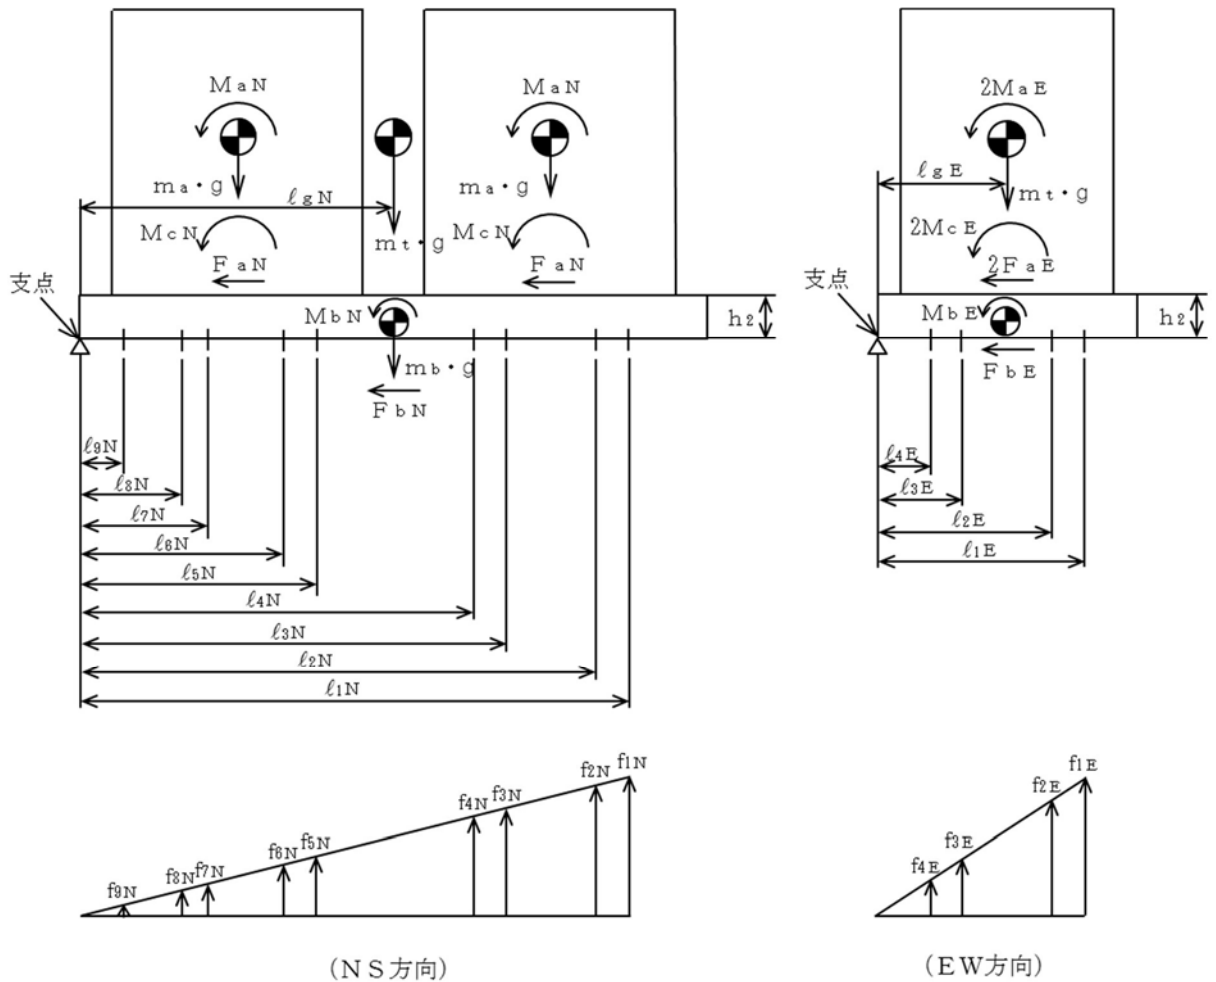 MaN
MaN
ma・g
ma・g
ℓgN
McN
McN
mt・g
FaN
FaN
支点
MbN
h2
mb・g
FbN
ℓ9N
ℓ8N
ℓ7N
ℓ6N
ℓ5N
ℓ4N
ℓ3N
ℓ2N
ℓ1N
f9N
f8N
f7N
f6N
f5N
f4N
f3N
f2N
f1N
(NS方向)
2MaE
ℓgE
mt・g
2McE
2FaE
支点
MbE
h2
FbE
ℓ4E
ℓ3E
ℓ2E
ℓ1E
f4E
f3E
f2E
f1E
(EW方向)